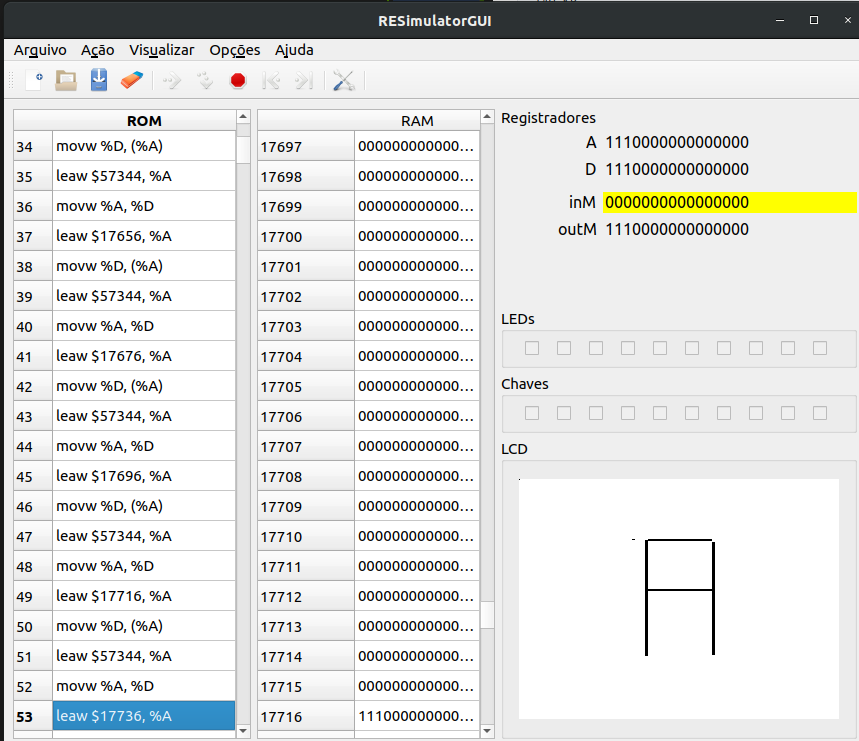 RESimulatorGUI
Arquivo Ação Visualizar Opções Ajuda
ROM
34 movw %D, (%A)
35 leaw $57344, %A
36 movw %A, %D
37 leaw $17656, %A
38 movw %D, (%A)
39 leaw $57344, %A
40 movw %A, %D
41 leaw $17676, %A
42 movw %D, (%A)
43 leaw $57344, %A
44 movw %A, %D
45 leaw $17696, %A
46 movw %D, (%A)
47 leaw $57344, %A
48 movw %A, %D
49 leaw $17716, %A
50 movw %D, (%A)
51 leaw $57344, %A
52 movw %A, %D
53 leaw $17736, %A
RAM
17697 000000000000...
17698 000000000000...
17699 000000000000...
17700 000000000000...
17701 000000000000...
17702 000000000000...
17703 000000000000...
17704 000000000000...
17705 000000000000...
17706 000000000000...
17707 000000000000...
17708 000000000000...
17709 000000000000...
17710 000000000000...
17711 000000000000...
17712 000000000000...
17713 000000000000...
17714 000000000000...
17715 000000000000...
17716 111000000000...
Registradores
A 1110000000000000
D 1110000000000000
inM 0000000000000000
outM 1110000000000000
LEDs
Chaves
LCD